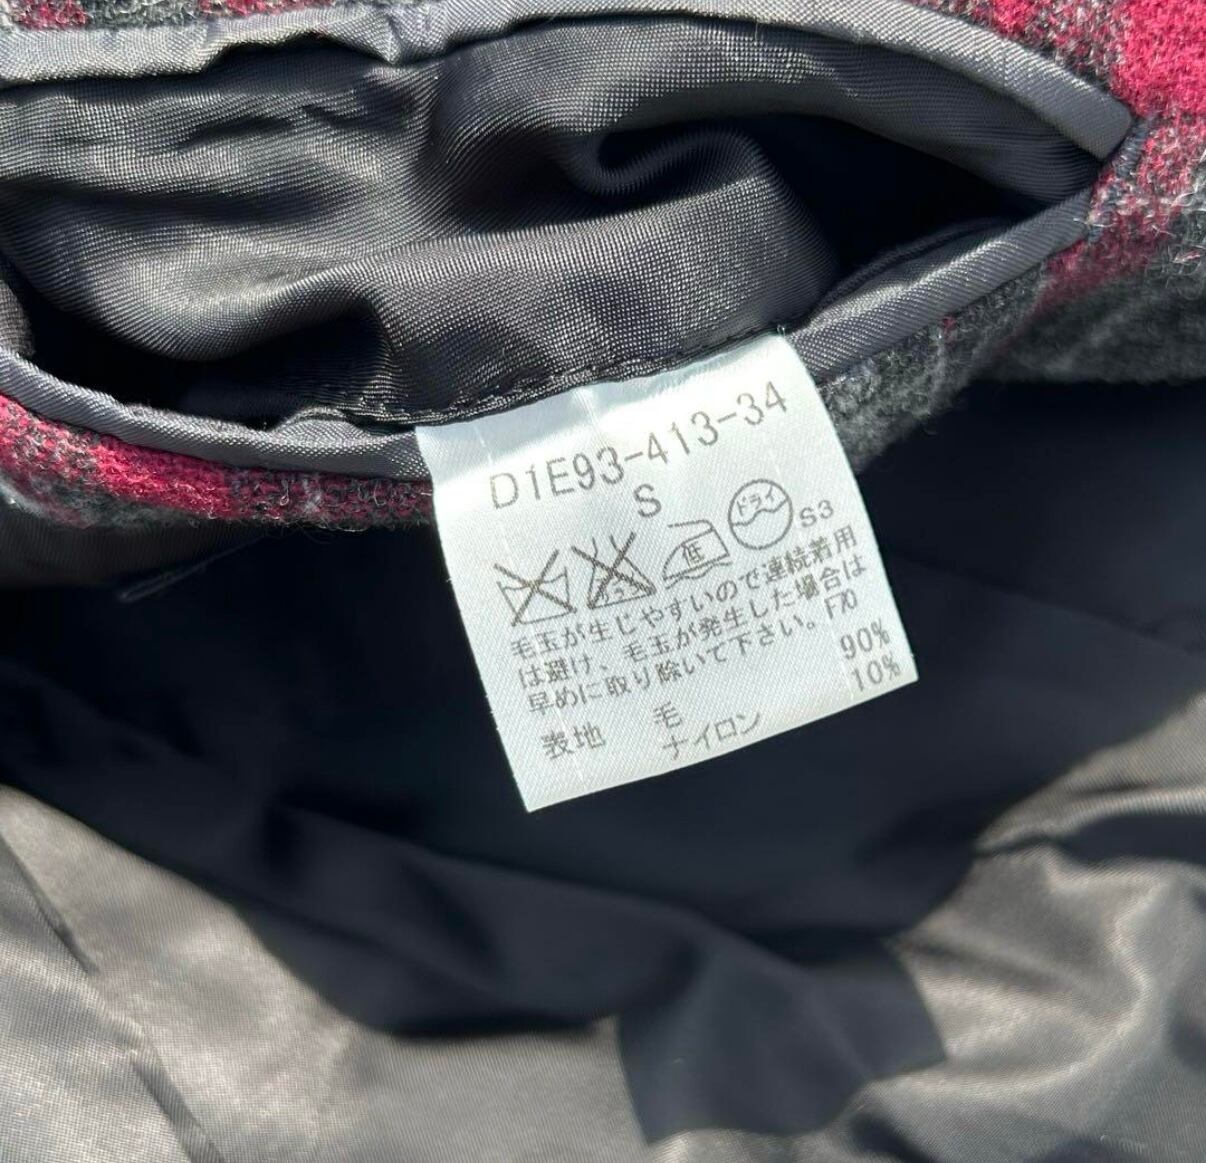 D1E93-413-34
S
低 ドライ S3
毛玉が生じやすいので連続着用
は避け、毛玉が発生した場合は
早めに取り除いて下さい。 F70
表地 毛 90%
ナイロン 10%